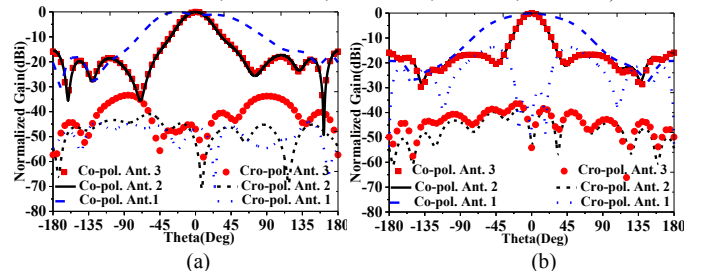 Normalized Gain(dBi)
0
-10
-20
-30
-40
-50
-60
-70
-80
Co-pol. Ant. 3
Cro-pol. Ant. 3
Co-pol. Ant. 2
Cro-pol. Ant. 2
Co-pol. Ant.1
Cro-pol. Ant. 1
-180 -135 -90 -45 0 45 90 135 180
Theta(Deg)
(a)
Normalized Gain(dBi)
0
-10
-20
-30
-40
-50
-60
-70
-80
Co-pol. Ant. 3
Cro-pol. Ant. 3
Co-pol. Ant. 2
Cro-pol. Ant. 2
Co-pol. Ant. 1
Cro-pol. Ant. 1
-180 -135 -90 -45 0 45 90 135 180
Theta(Deg)
(b)